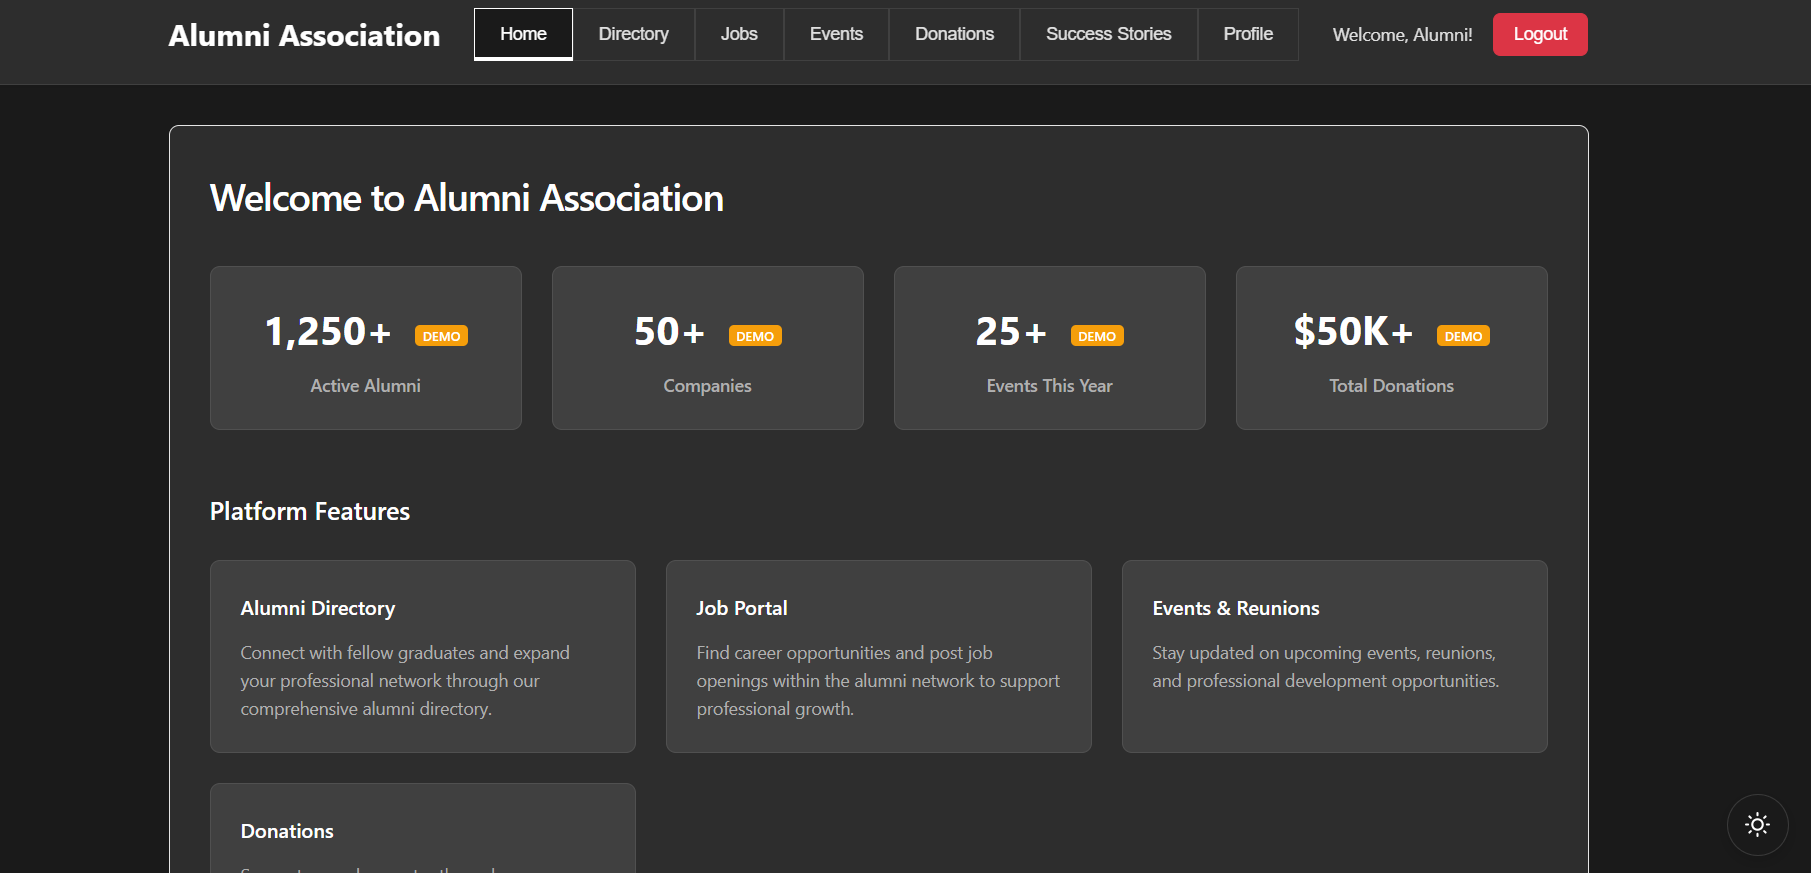 Alumni Association
Home Directory Jobs Events Donations Success Stories Profile
Welcome, Alumni! Logout
Welcome to Alumni Association
1,250+ DEMO
Active Alumni
50+ DEMO
Companies
25+ DEMO
Events This Year
$50K+ DEMO
Total Donations
Platform Features
Alumni Directory
Connect with fellow graduates and expand
your professional network through our
comprehensive alumni directory.
Job Portal
Find career opportunities and post job
openings within the alumni network to support
professional growth.
Events & Reunions
Stay updated on upcoming events, reunions,
and professional development opportunities.
Donations